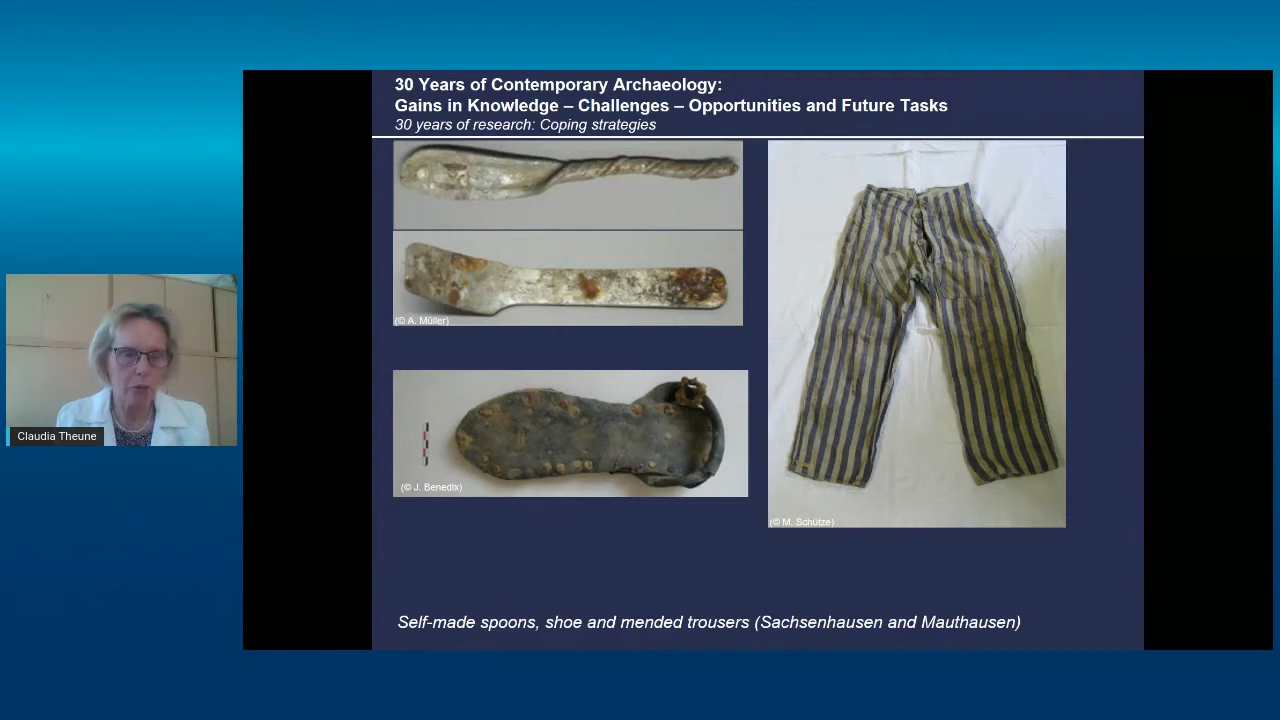 30 Years of Contemporary Archaeology:
Gains in Knowledge – Challenges – Opportunities and Future Tasks
30 years of research: Coping strategies
(© A. Müller)
(© J. Benedix)
(© M. Schütze)
Self-made spoons, shoe and mended trousers (Sachsenhausen and Mauthausen)
Claudia Theune